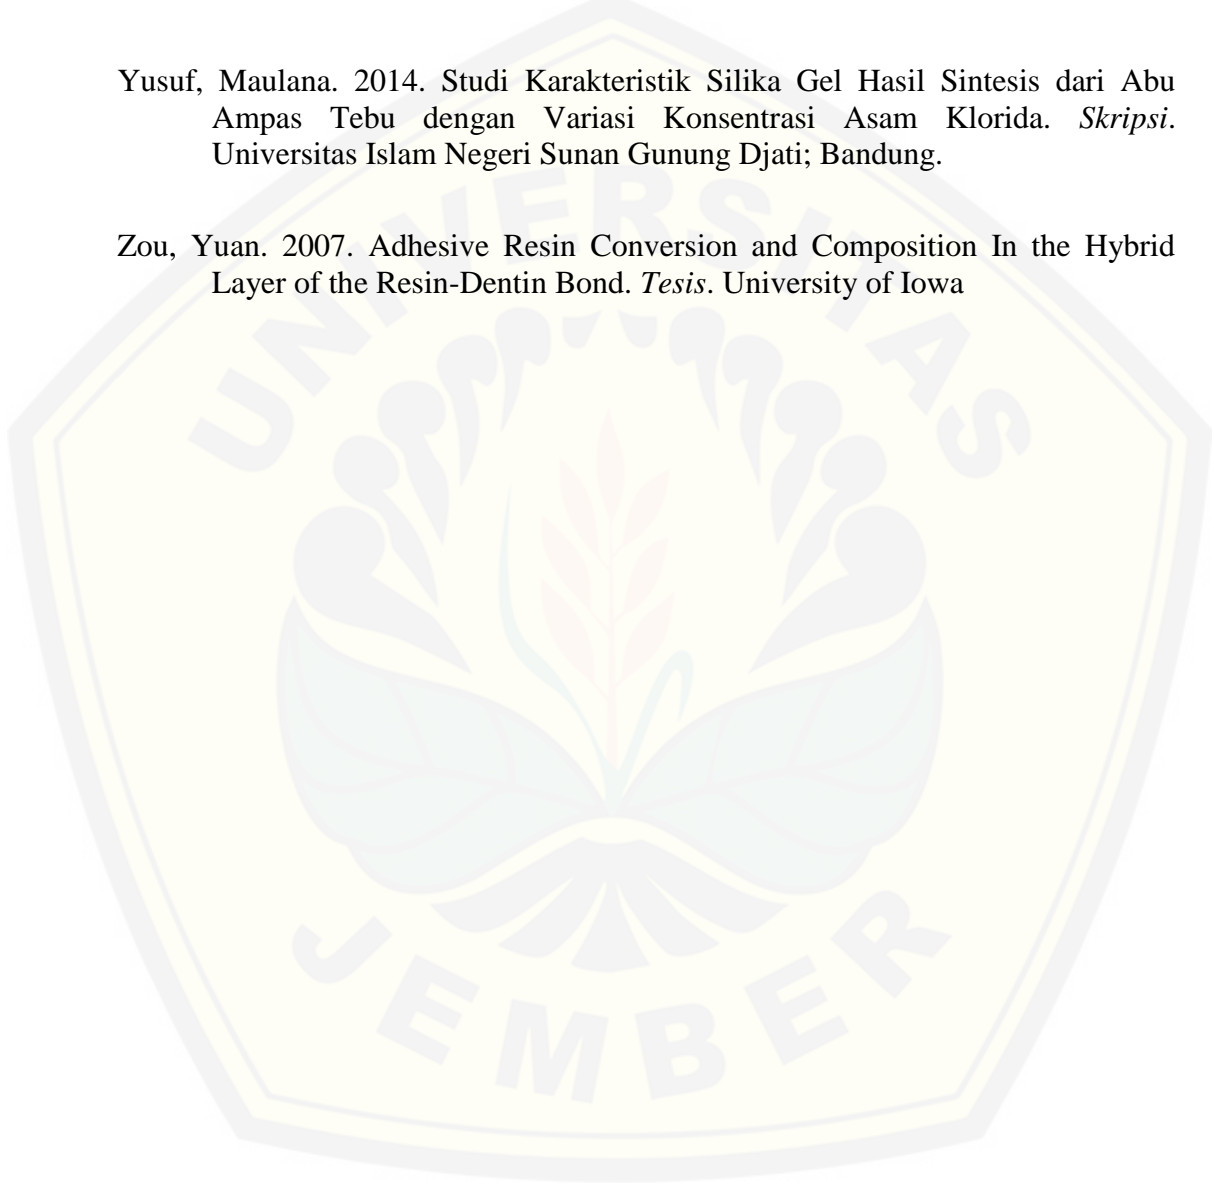 Yusuf, Maulana. 2014. Studi Karakteristik Silika Gel Hasil Sintesis dari Abu
Ampas Tebu dengan Variasi Konsentrasi Asam Klorida. Skripsi.
Universitas Islam Negeri Sunan Gunung Djati; Bandung.
Zou, Yuan. 2007. Adhesive Resin Conversion and Composition In the Hybrid
Layer of the Resin-Dentin Bond. Tesis. University of Iowa
UNIVERSITAS
JEMBER